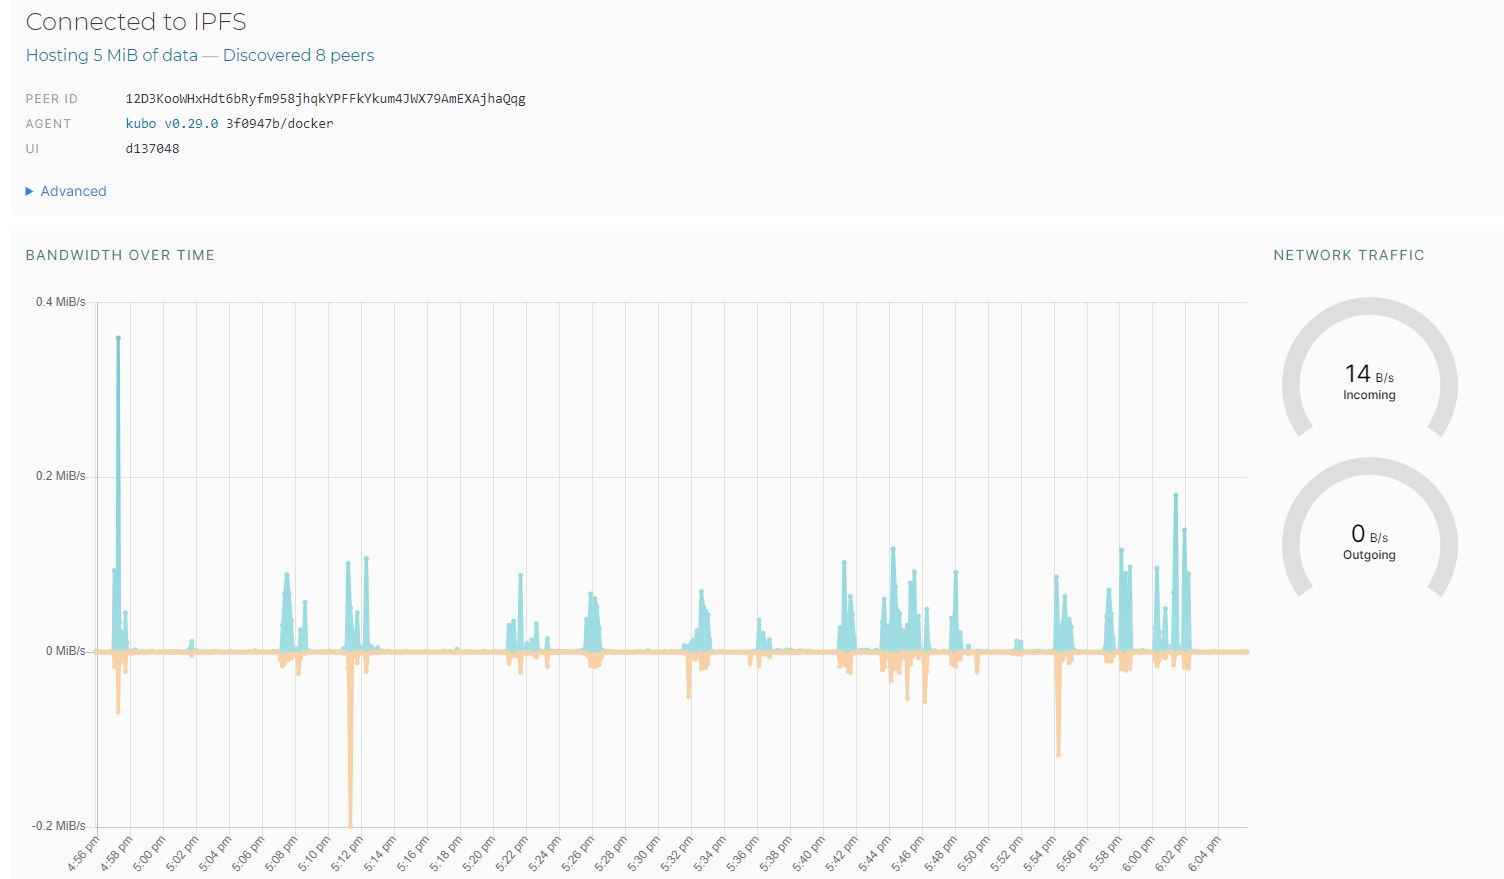 Connected to IPFS
Hosting 5 MiB of data — Discovered 8 peers
PEER ID 12D3KooWHxHdt6bRyfm958jhqkYPFFkYkum4JWX79AmEXAjhaQqg
AGENT kubo v0.29.0 3f0947b/docker
UI d137048
▶ Advanced
BANDWIDTH OVER TIME
0.4 MiB/s
0.2 MiB/s
0 MiB/s
-0.2 MiB/s
4:56 pm 4:58 pm 5:00 pm 5:02 pm 5:04 pm 5:06 pm 5:08 pm 5:10 pm 5:12 pm 5:14 pm 5:16 pm 5:18 pm 5:20 pm 5:22 pm 5:24 pm 5:26 pm 5:28 pm 5:30 pm 5:32 pm 5:34 pm 5:36 pm 5:38 pm 5:40 pm 5:42 pm 5:44 pm 5:46 pm 5:48 pm 5:50 pm 5:52 pm 5:54 pm 5:56 pm 5:58 pm 6:00 pm 6:02 pm 6:04 pm
NETWORK TRAFFIC
14 B/s
Incoming
0 B/s
Outgoing